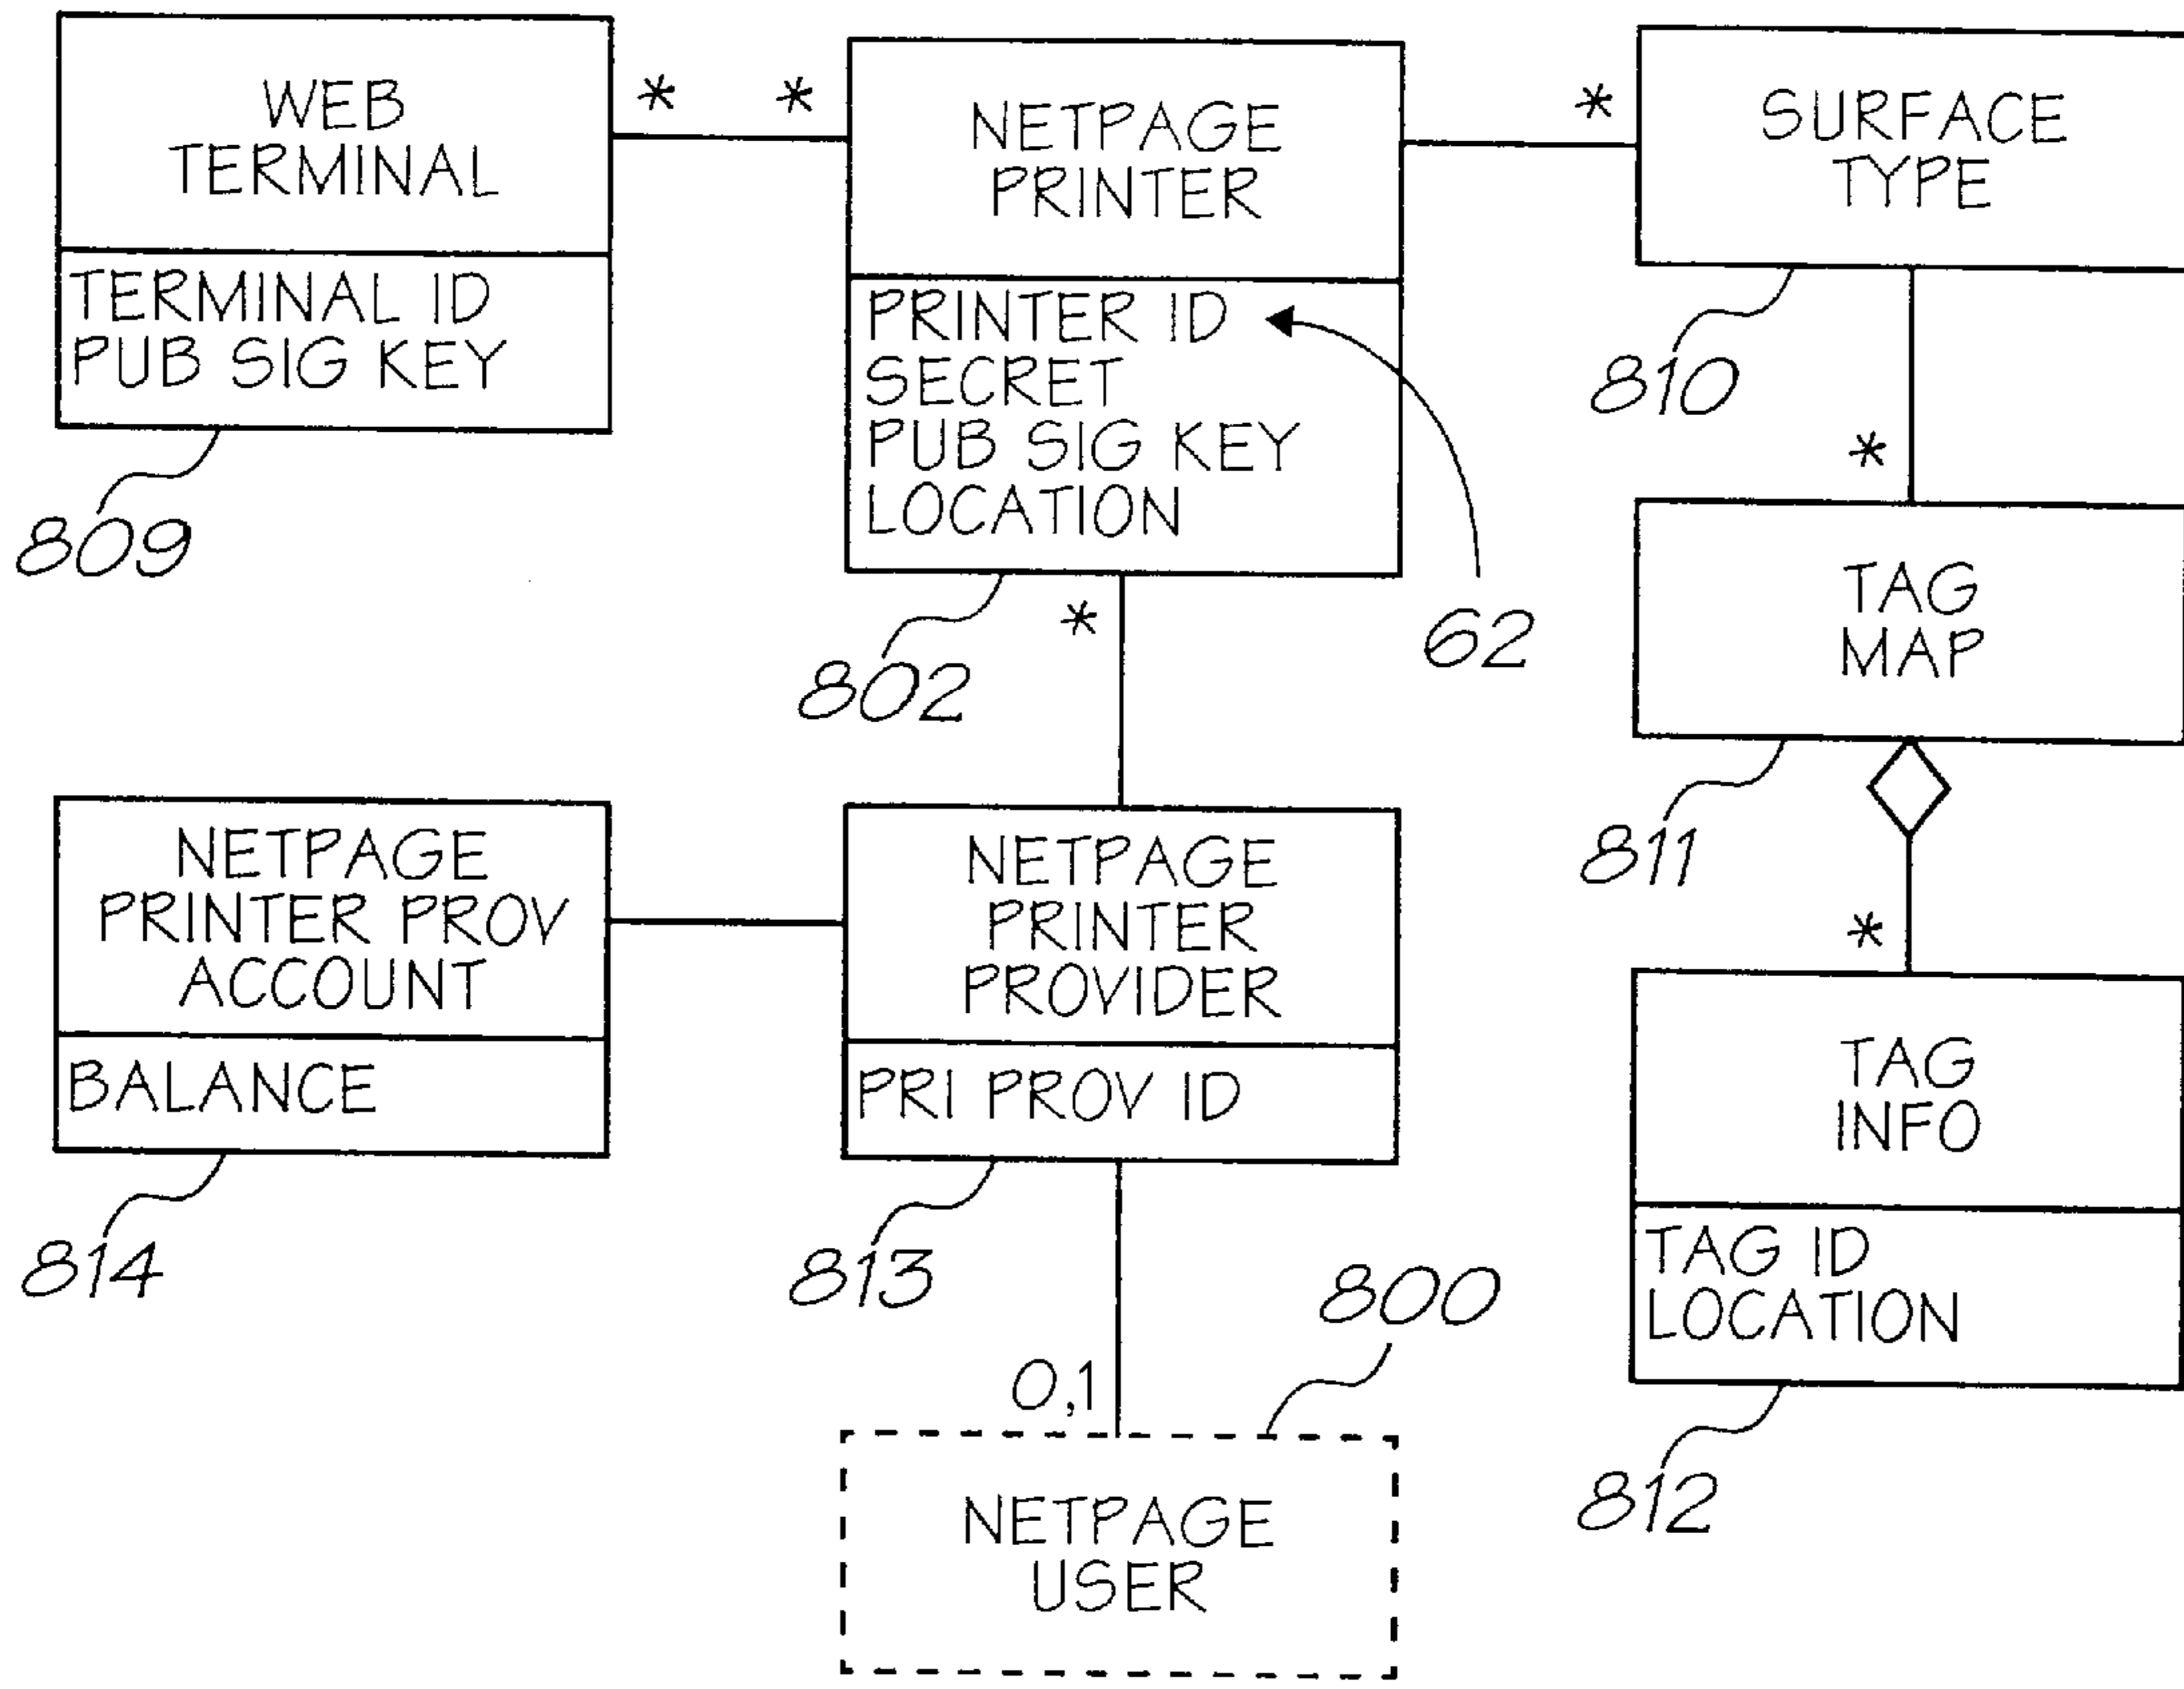 WEB
TERMINAL
TERMINAL ID
PUB SIG KEY
809
*
*
NETPAGE
PRINTER
PRINTER ID
SECRET
PUB SIG KEY
LOCATION
62
802
*
*
SURFACE
TYPE
810
*
TAG
MAP
811
*
TAG
INFO
TAG ID
LOCATION
812
NETPAGE
PRINTER PROV
ACCOUNT
BALANCE
814
NETPAGE
PRINTER
PROVIDER
PRI PROV ID
813
0,1
800
NETPAGE
USER